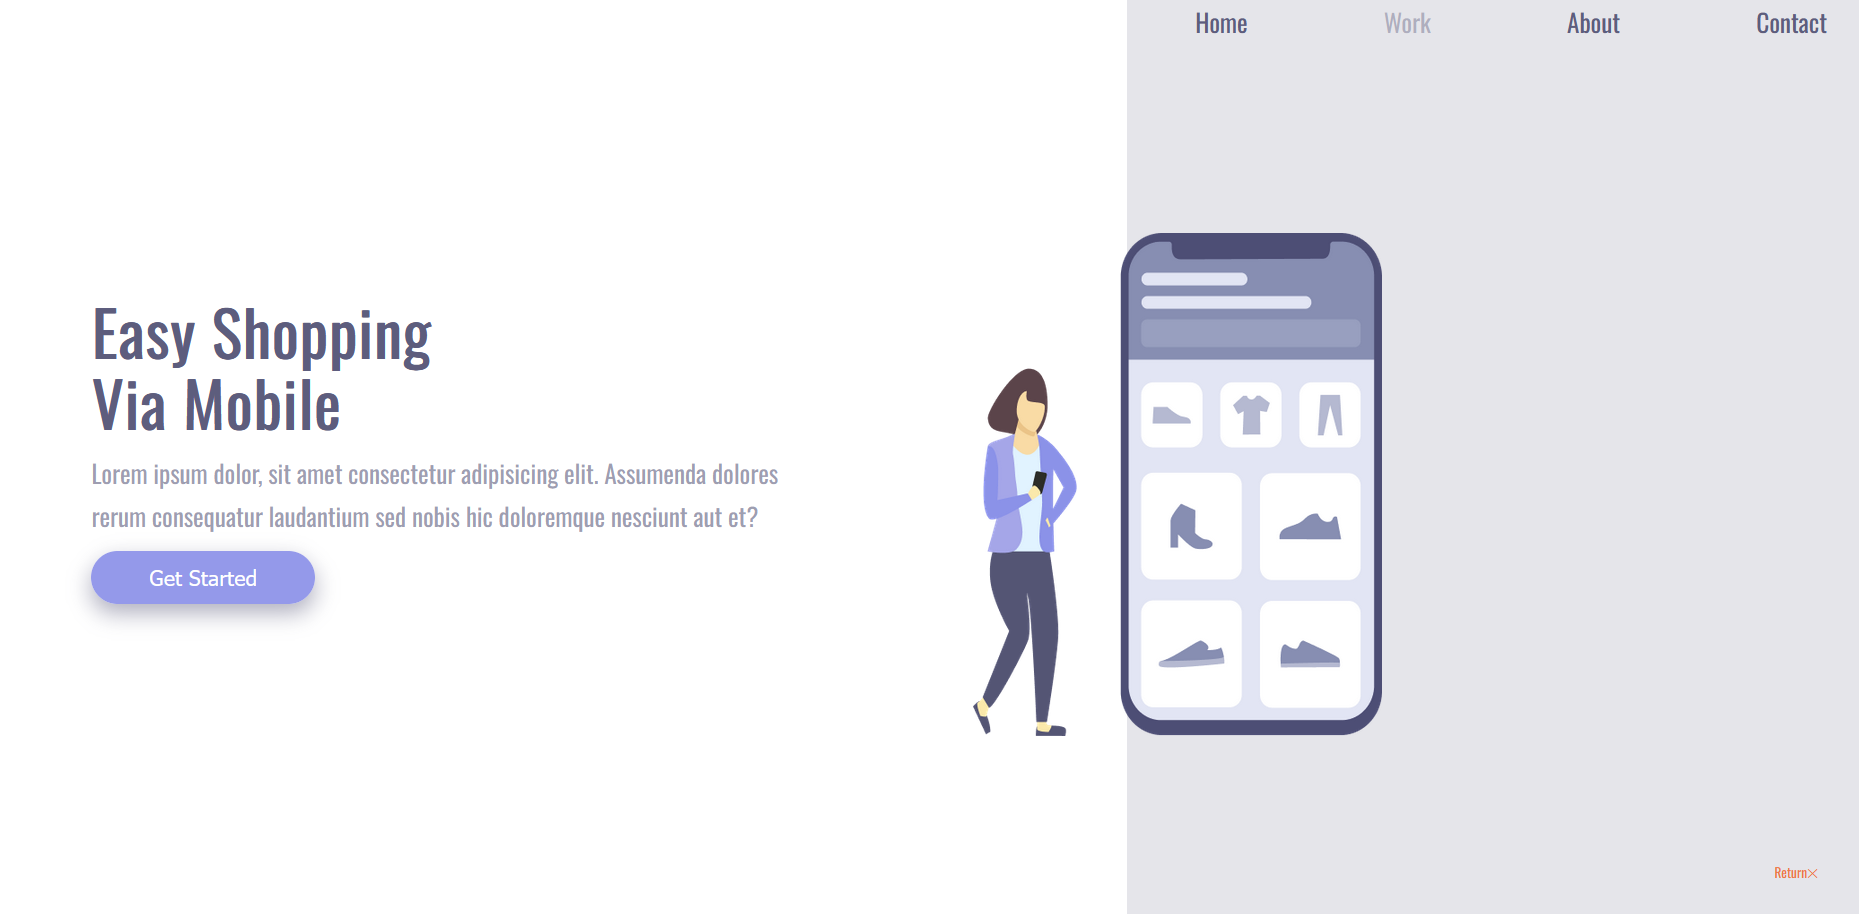 Home Work About Contact
Easy Shopping
Via Mobile
Lorem ipsum dolor, sit amet consectetur adipisicing elit. Assumenda dolores
rerum consequatur laudantium sed nobis hic doloremque nesciunt aut et?
Get Started
Return×